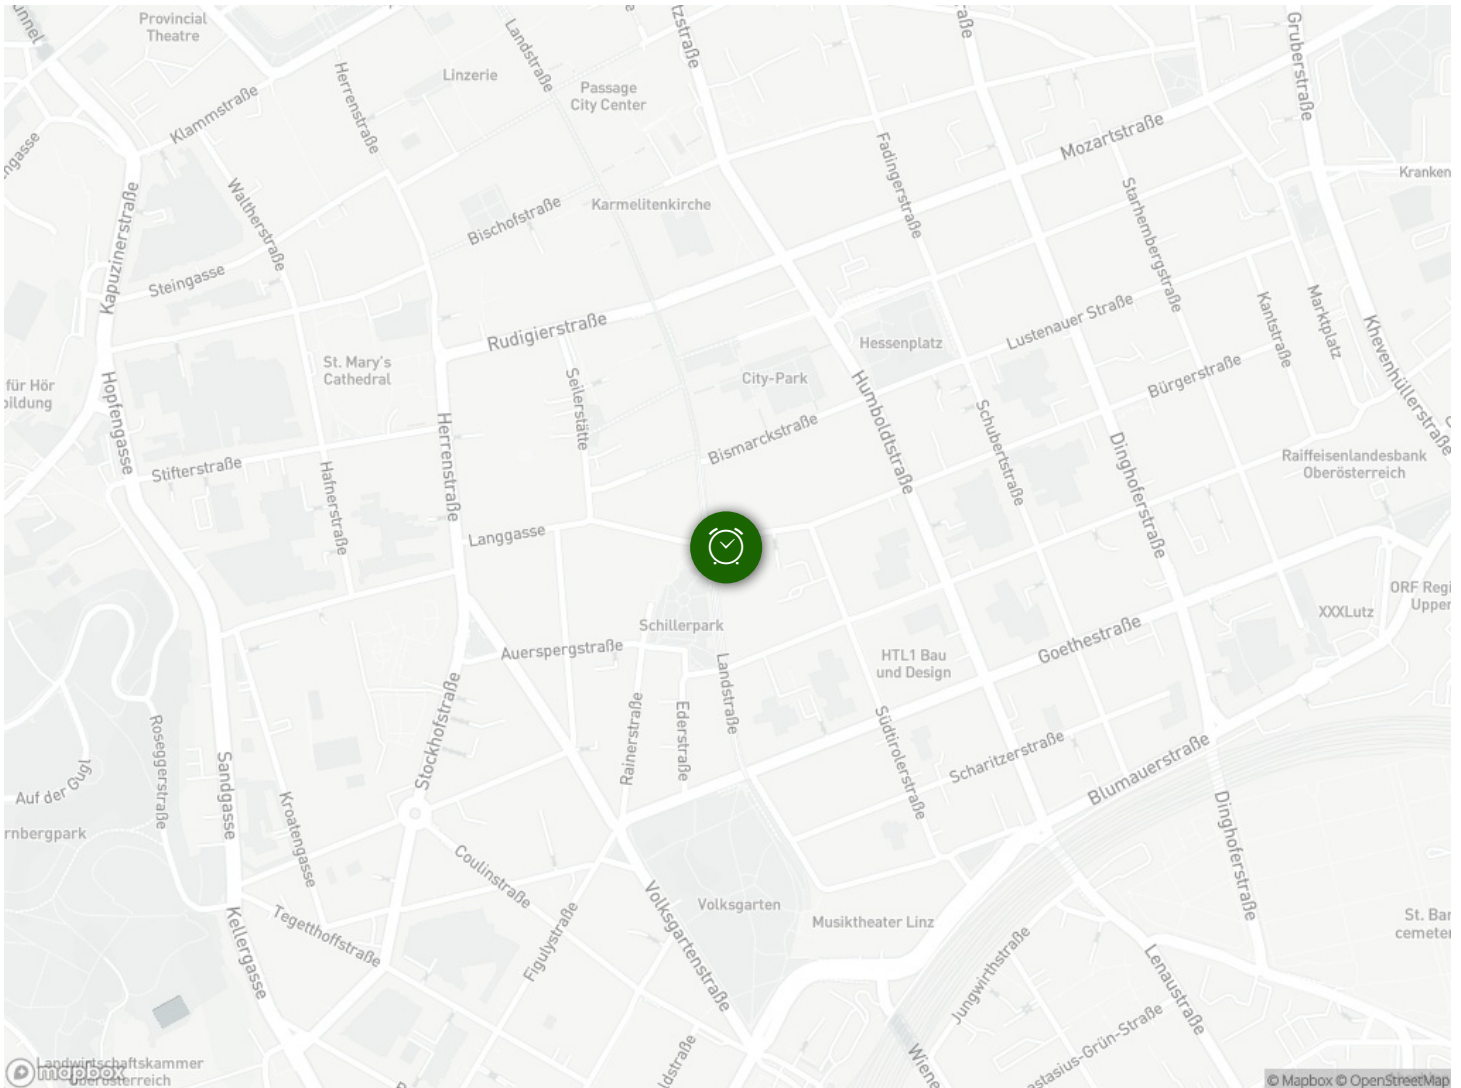 Provincial
Theatre
Landstraße
Linzerie
Herrenstraße
Passage
City Center
Gruberstraße
Klammstraße
Mozartstraße
Fadingerstraße
Kranken
Waltherstraße
Starhembergstraße
Karmelitenkirche
Bischofstraße
Kapuzinerstraße
Steingasse
Kantstraße
Marktplatz
Lustenauer Straße
Khevenhüllerstraße
Rudigierstraße
Hessenplatz
St. Mary's
Cathedral
Seilerstätte
City-Park
Bürgerstraße
für Hör
bildung
Hopfengasse
Humboldtstraße
Schubertstraße
Herrenstraße
Bismarckstraße
Dinghoferstraße
Raiffeisenlandesbank
Oberösterreich
Stifterstraße
Hafnerstraße
Langgasse
ORF Regi
Upper
XXXLutz
Schillerpark
Goethestraße
Auerspergstraße
HTL1 Bau
und Design
Landstraße
Stockhofstraße
Rainerstraße
Ederstraße
Südtirolerstraße
Roseggerstraße
Sandgasse
Scharitzerstraße
Blumauerstraße
Auf der Gugl
Kroatengasse
Dinghoferstraße
rnbergpark
Coulinstraße
Volksgarten
Volksgartenstraße
Musiktheater Linz
St. Bar
cemete
Tegetthoffstraße
Kellergasse
Figulystraße
Jungwirthstraße
Lenaustraße
Landwirtschaftskammer
Oberösterreich
mapbox
Wiene
© Mapbox © OpenStreetMap